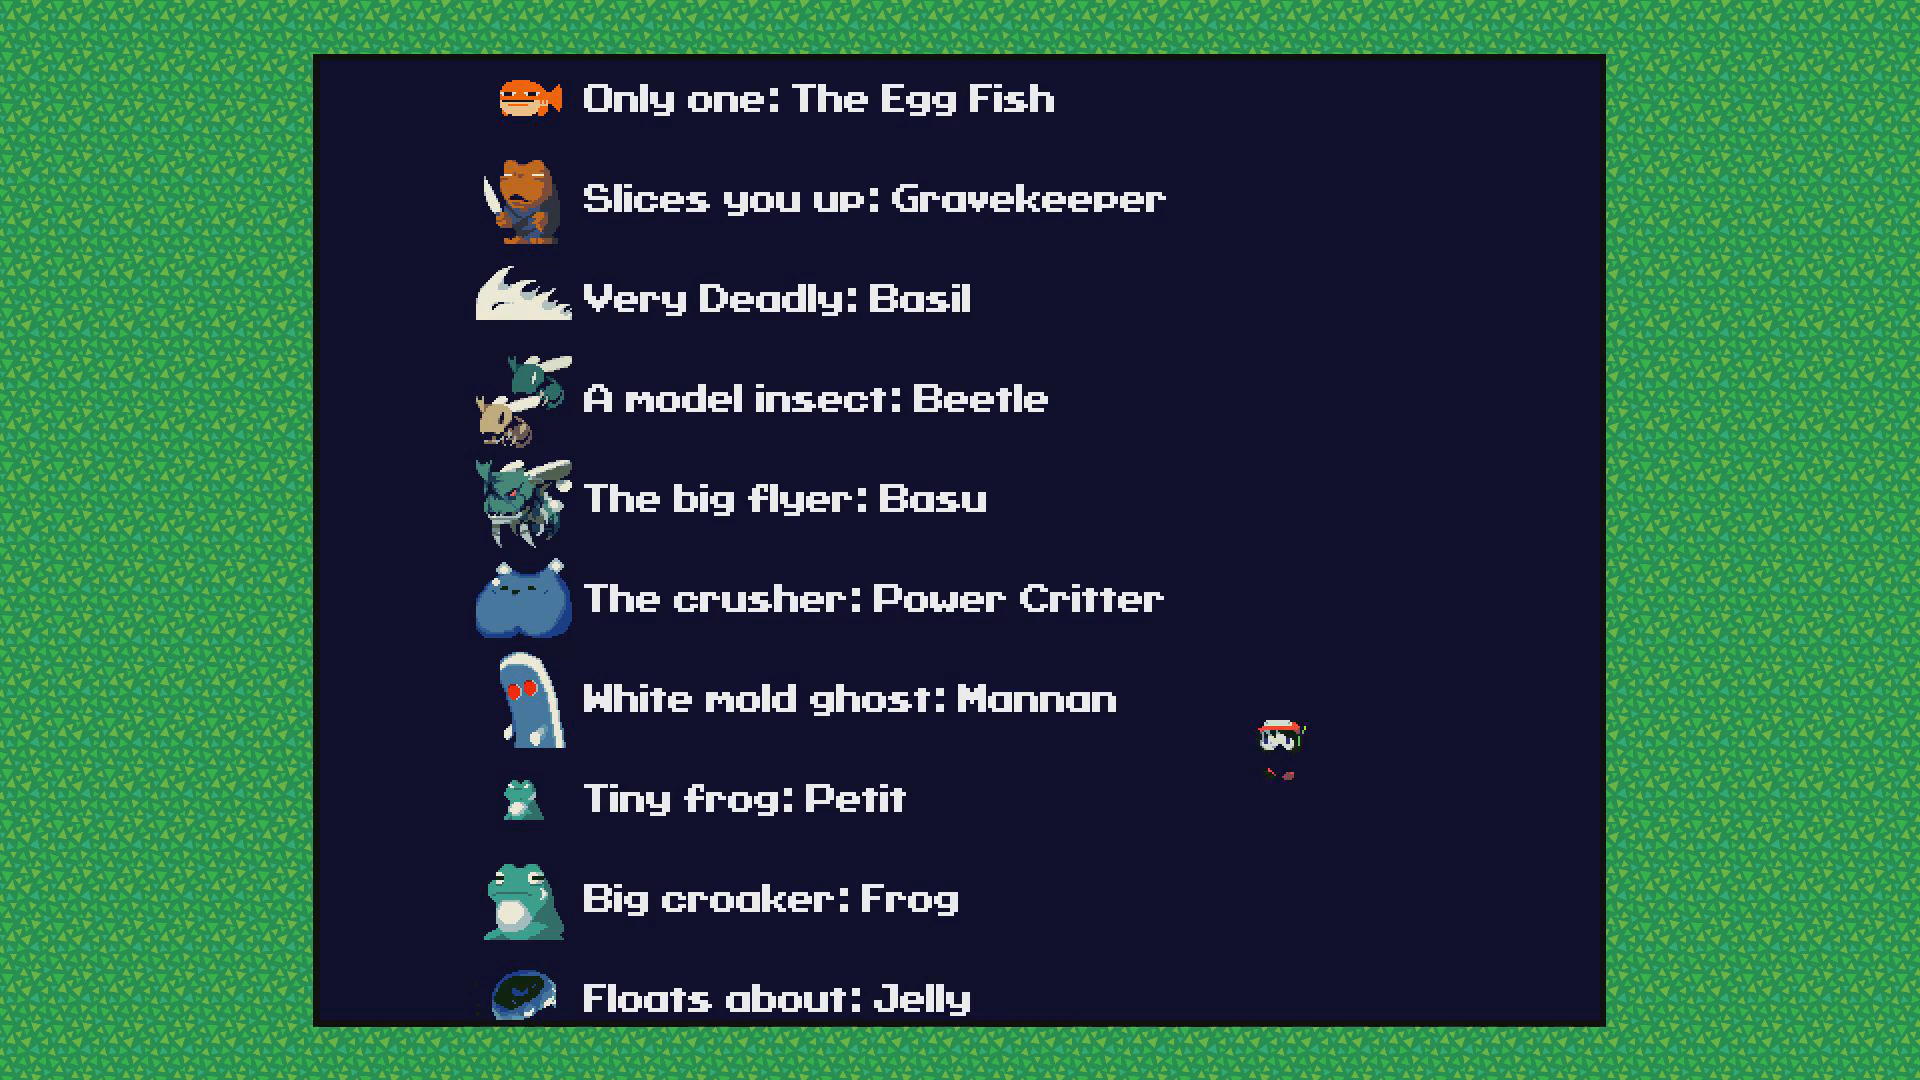 Only one: The Egg Fish
Slices you up: Gravekeeper
Very Deadly: Basil
A model insect: Beetle
The big flyer: Basu
The crusher: Power Critter
White mold ghost: Mannan
Tiny frog: Petit
Big croaker: Frog
Floats about: Jelly